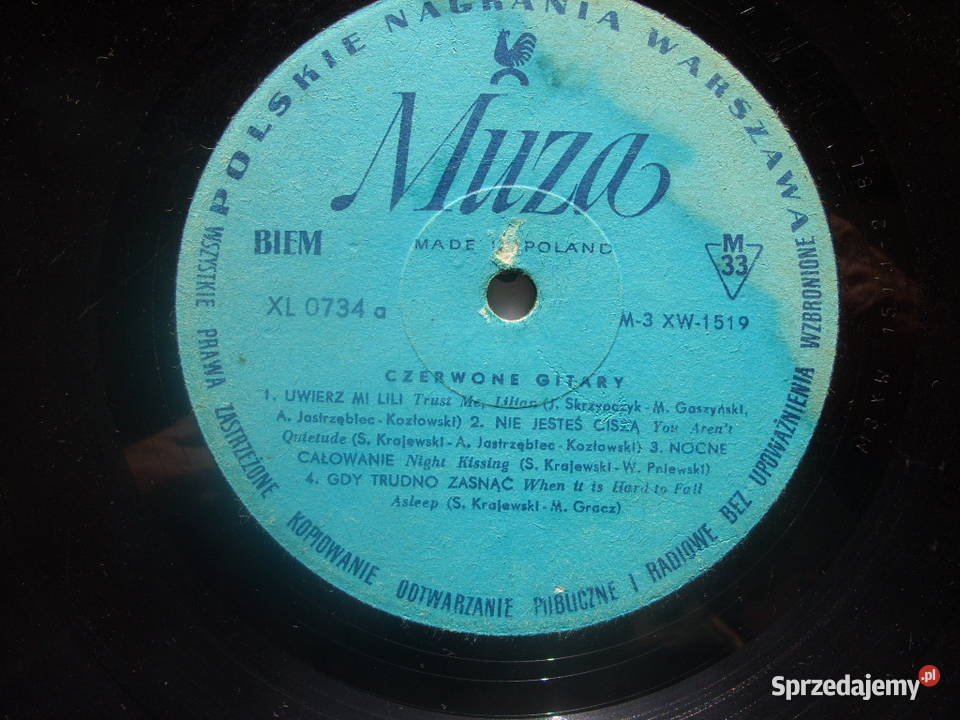 POLSKIE NAGRANIA WARSZAWA
Muza
BIEM
MADE IN POLAND
M
33
XL 0734 a
M-3 XW-1519
CZERWONE GITARY
1. UWIERZ MI LILI Trust Me, Lilian (J. Skrzypczyk - M. Gaszyński,
A. Jastrzębiec-Kozłowski) 2. NIE JESTEŚ CISZĄ You Aren't
Quietude (S. Krajewski-A. Jastrzębiec-Kozłowski) 3. NOCNE
CAŁOWANIE Night Kissing (S. Krajewski-W. Pniewski)
4. GDY TRUDNO ZASNĄĆ When it is Hard to Fall
Asleep (S. Krajewski-M. Gracz)
WSZYSTKIE PRAWA ZASTRZEŻONE KOPIOWANIE ODTWARZANIE PUBLICZNE I RADIOWE BEZ UPOWAŻNIENIA WZBRONIONE
Sprzedajemy.pl